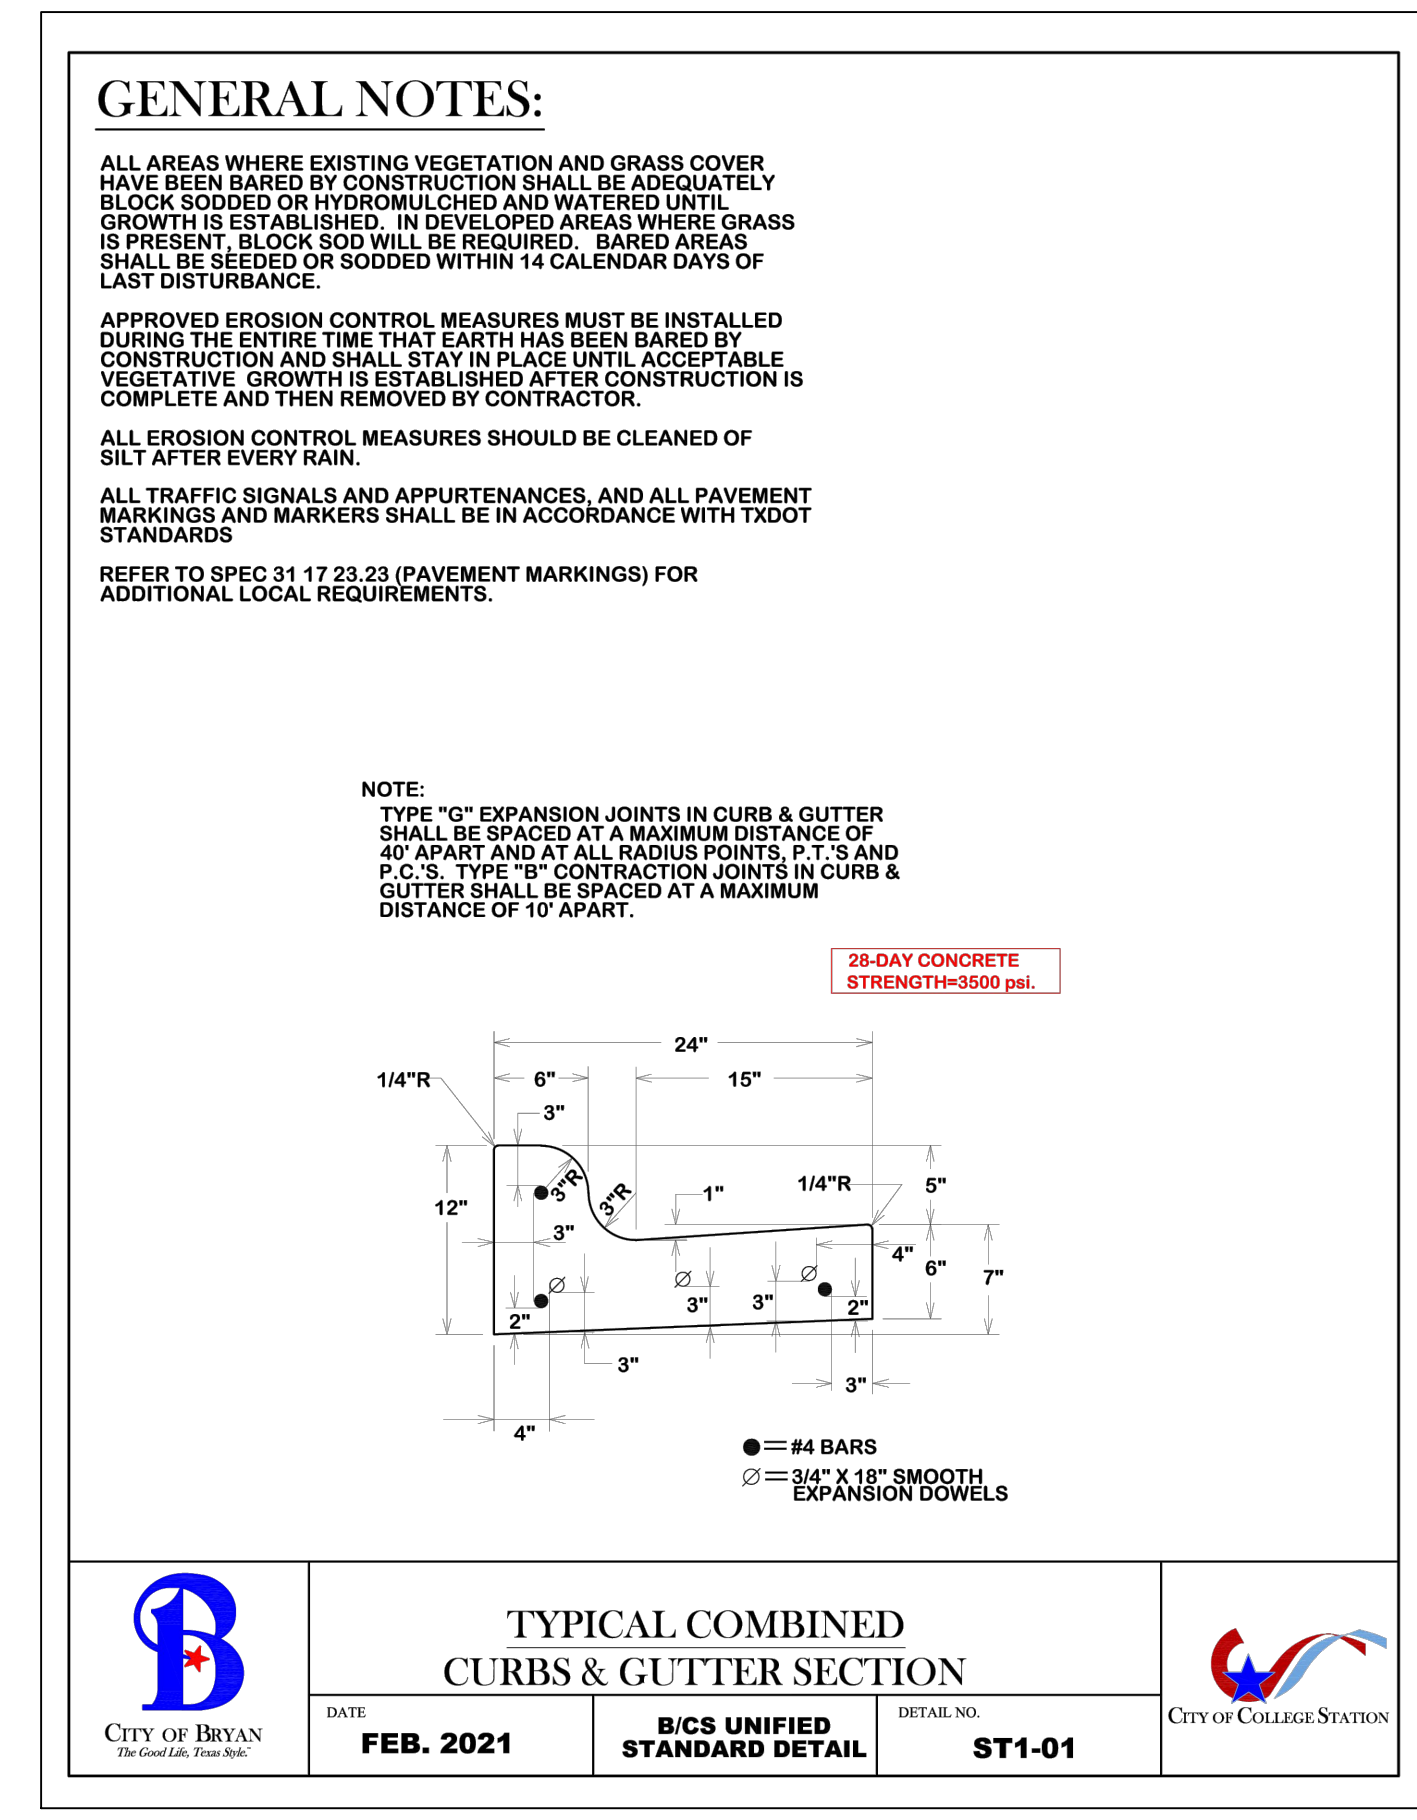 GENERAL NOTES:
ALL AREAS WHERE EXISTING VEGETATION AND GRASS COVER
HAVE BEEN BARED BY CONSTRUCTION SHALL BE ADEQUATELY
BLOCK SODDED OR HYDROMULCHED AND WATERED UNTIL
GROWTH IS ESTABLISHED. IN DEVELOPED AREAS WHERE GRASS
IS PRESENT, BLOCK SOD WILL BE REQUIRED. BARED AREAS
SHALL BE SEEDED OR SODDED WITHIN 14 CALENDAR DAYS OF
LAST DISTURBANCE.
APPROVED EROSION CONTROL MEASURES MUST BE INSTALLED
DURING THE ENTIRE TIME THAT EARTH HAS BEEN BARED BY
CONSTRUCTION AND SHALL STAY IN PLACE UNTIL ACCEPTABLE
VEGETATIVE GROWTH IS ESTABLISHED AFTER CONSTRUCTION IS
COMPLETE AND THEN REMOVED BY CONTRACTOR.
ALL EROSION CONTROL MEASURES SHOULD BE CLEANED OF
SILT AFTER EVERY RAIN.
ALL TRAFFIC SIGNALS AND APPURTENANCES, AND ALL PAVEMENT
MARKINGS AND MARKERS SHALL BE IN ACCORDANCE WITH TXDOT
STANDARDS
REFER TO SPEC 31 17 23.23 (PAVEMENT MARKINGS) FOR
ADDITIONAL LOCAL REQUIREMENTS.
NOTE:
TYPE "G" EXPANSION JOINTS IN CURB & GUTTER
SHALL BE SPACED AT A MAXIMUM DISTANCE OF
40' APART AND AT ALL RADIUS POINTS, P.T.'S AND
P.C.'S. TYPE "B" CONTRACTION JOINTS IN CURB &
GUTTER SHALL BE SPACED AT A MAXIMUM
DISTANCE OF 10' APART.
28-DAY CONCRETE
STRENGTH=3500 psi.
24"
1/4"R
6"
15"
3"
3"R
3"R
1"
1/4"R
5"
12"
3"
4"
6"
7"
3"
3"
2"
2"
3"
3"
4"
= #4 BARS
= 3/4" X 18" SMOOTH
EXPANSION DOWELS
TYPICAL COMBINED
CURBS & GUTTER SECTION
CITY OF BRYAN
The Good Life, Texas Style.™
DATE
FEB. 2021
B/CS UNIFIED
STANDARD DETAIL
DETAIL NO.
ST1-01
CITY OF COLLEGE STATION